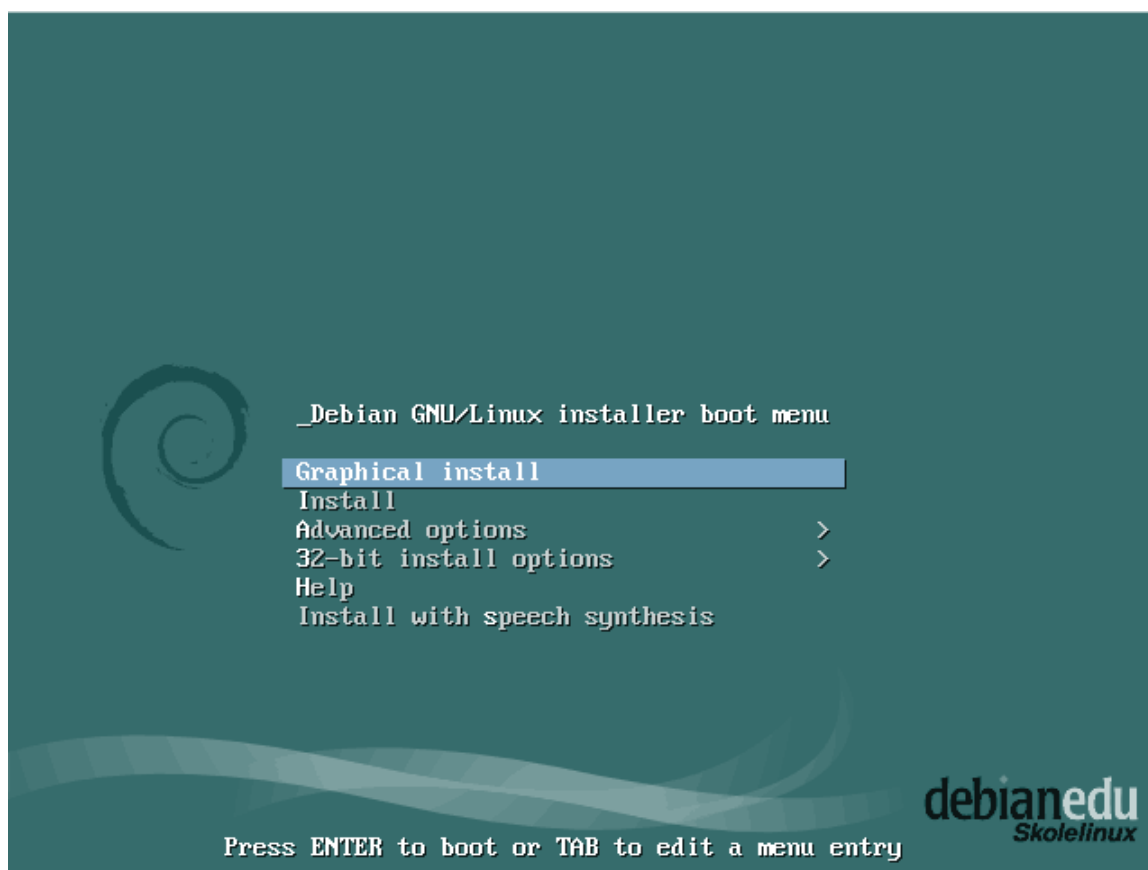 _Debian GNU/Linux installer boot menu
Graphical install
Install
Advanced options >
32-bit install options >
Help
Install with speech synthesis
debianedu
Skolelinux
Press ENTER to boot or TAB to edit a menu entry